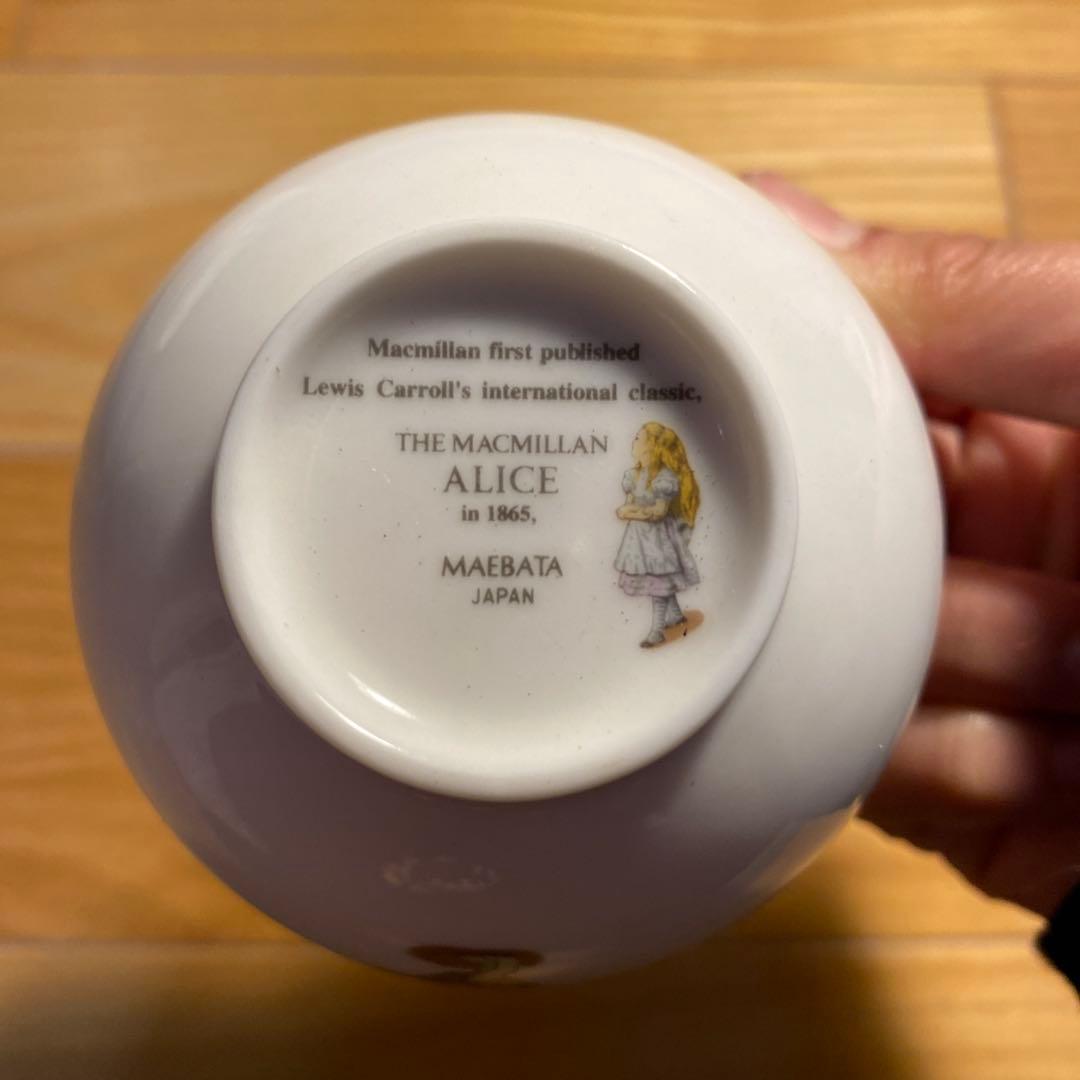 Macmillan first published
Lewis Carroll's international classic,
THE MACMILLAN
ALICE
in 1865,
MAEBATA
JAPAN